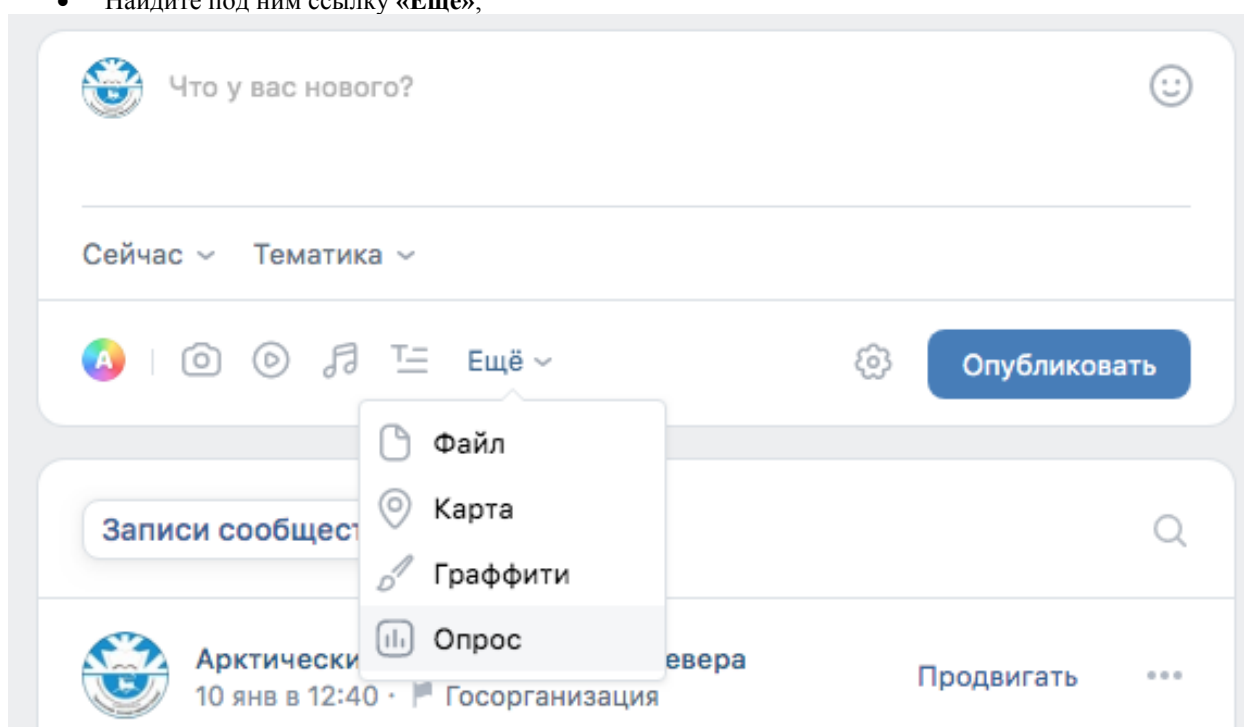 • Найдите под ним ссылку «Ещё»;
Что у вас нового?
Сейчас Тематика
A Ещё Опубликовать
Файл
Карта
Граффити
Опрос
Записи сообщест
Арктически евера
10 янв в 12:40 · Госорганизация
Продвигать